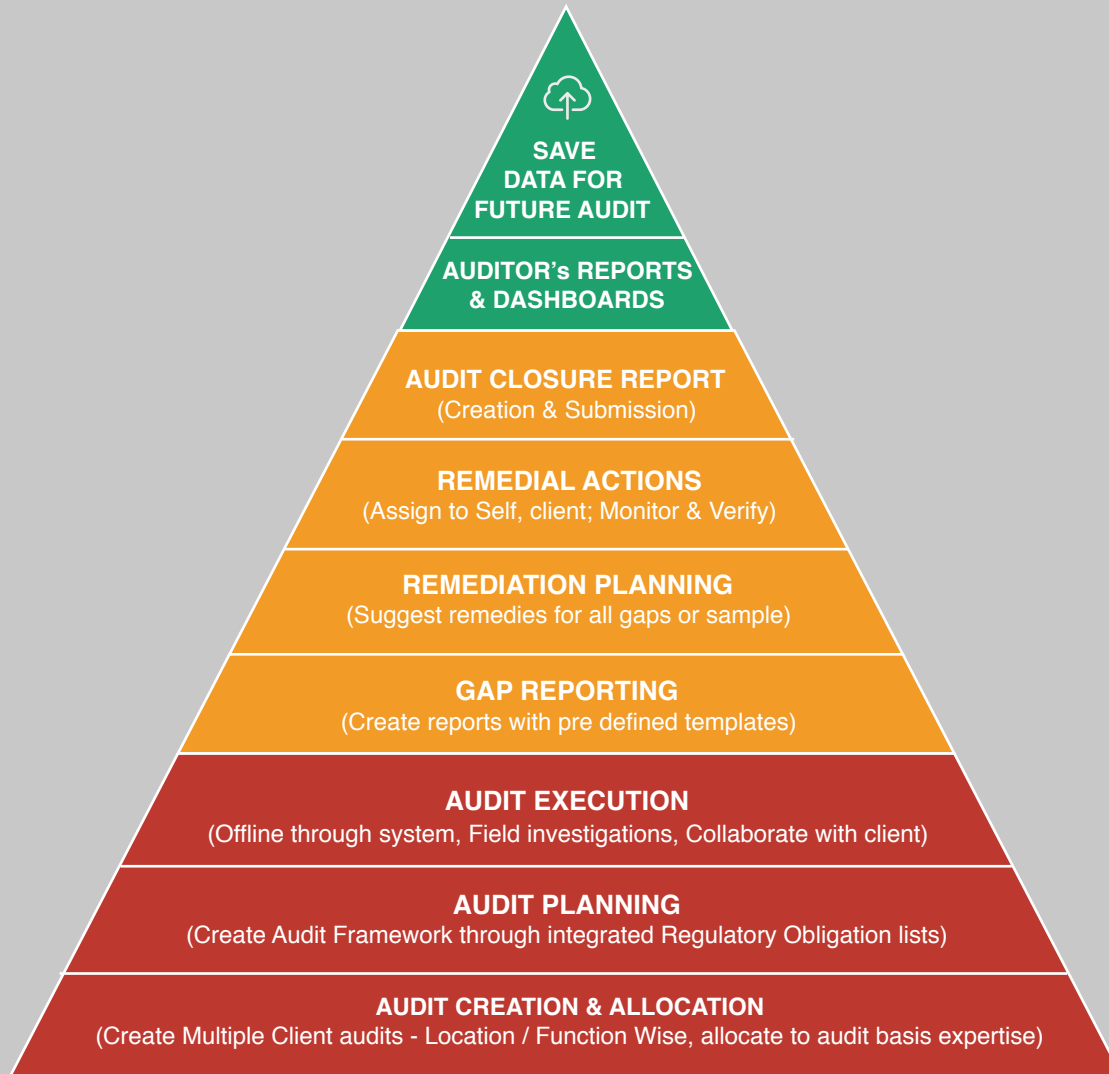 SAVE
DATA FOR
FUTURE AUDIT
AUDITOR's REPORTS
& DASHBOARDS
AUDIT CLOSURE REPORT
(Creation & Submission)
REMEDIAL ACTIONS
(Assign to Self, client; Monitor & Verify)
REMEDIATION PLANNING
(Suggest remedies for all gaps or sample)
GAP REPORTING
(Create reports with pre defined templates)
AUDIT EXECUTION
(Offline through system, Field investigations, Collaborate with client)
AUDIT PLANNING
(Create Audit Framework through integrated Regulatory Obligation lists)
AUDIT CREATION & ALLOCATION
(Create Multiple Client audits - Location / Function Wise, allocate to audit basis expertise)